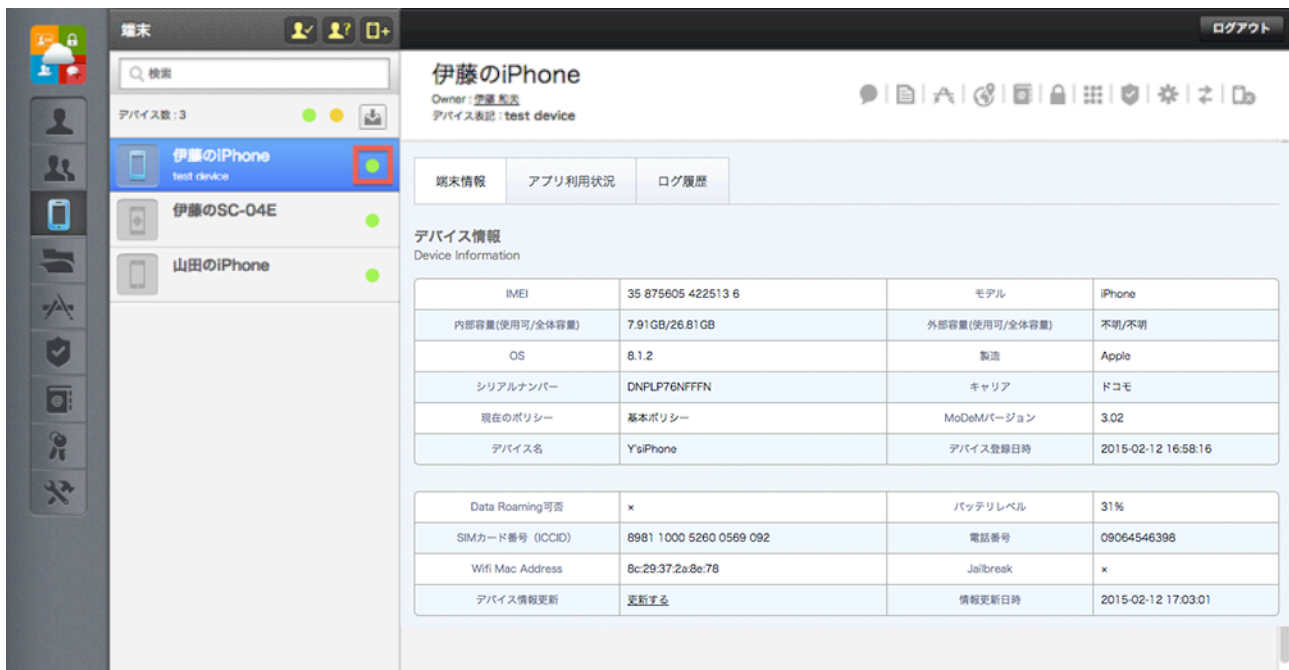 端末
ログアウト
検索
デバイス数:3
伊藤のiPhone
test device
伊藤のSC-04E
山田のiPhone
伊藤のiPhone
Owner : 伊藤 和夫
デバイス表記 : test device
端末情報 アプリ利用状況 ログ履歴
デバイス情報
Device Information
IMEI 35 875605 422513 6 モデル iPhone
内部容量(使用可/全体容量) 7.91GB/26.81GB 外部容量(使用可/全体容量) 不明/不明
OS 8.1.2 製造 Apple
シリアルナンバー DNPLP76NFFFN キャリア ドコモ
現在のポリシー 基本ポリシー MoDeMバージョン 3.02
デバイス名 Y'siPhone デバイス登録日時 2015-02-12 16:58:16
Data Roaming可否 × バッテリレベル 31%
SIMカード番号 (ICCID) 8981 1000 5260 0569 092 電話番号 09064546398
Wifi Mac Address 8c:29:37:2a:8e:78 Jailbreak ×
デバイス情報更新 更新する 情報更新日時 2015-02-12 17:03:01